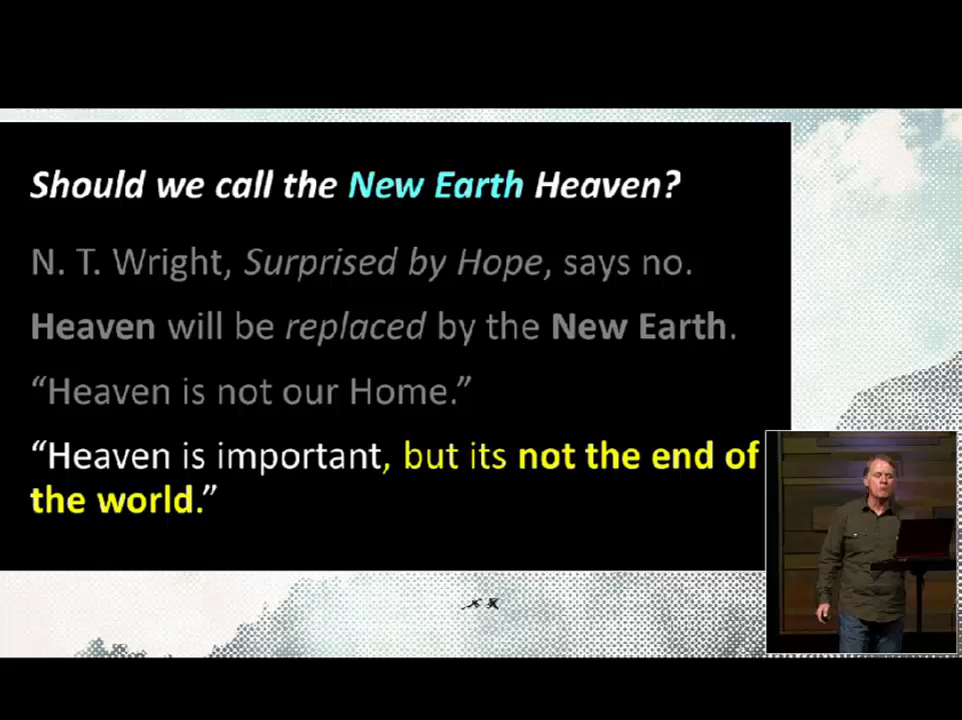 Should we call the New Earth Heaven?
N. T. Wright, Surprised by Hope, says no.
Heaven will be replaced by the New Earth.
“Heaven is not our Home.”
“Heaven is important, but its not the end of
the world.”